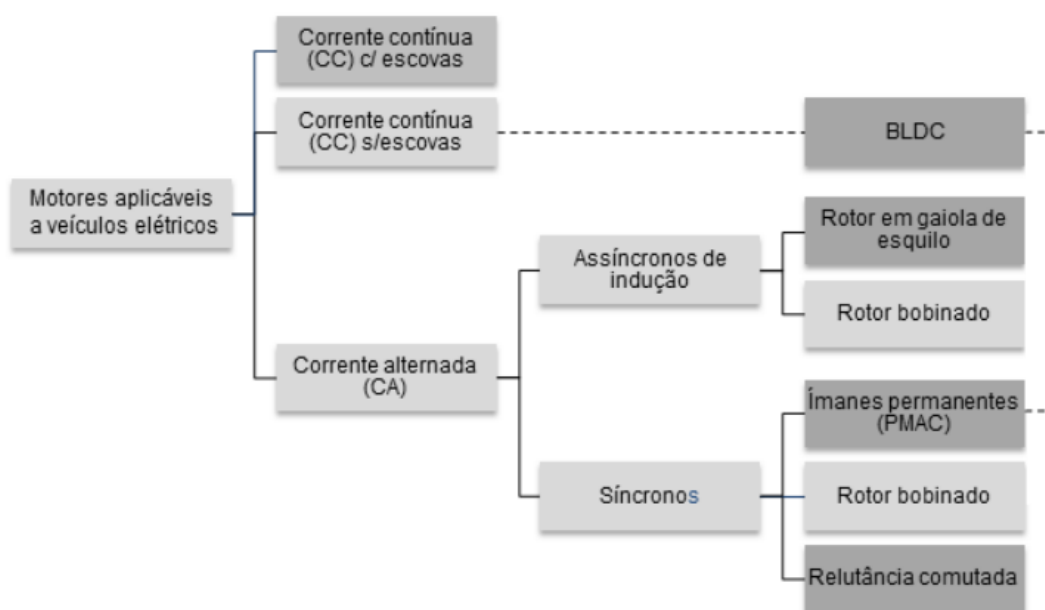 Corrente contínua
(CC) c/ escovas
Corrente contínua
(CC) s/escovas
BLDC
Motores aplicáveis
a veículos elétricos
Rotor em gaiola de
esquilo
Assíncronos de
indução
Rotor bobinado
Corrente alternada
(CA)
Ímanes permanentes
(PMAC)
Síncronos
Rotor bobinado
Relutância comutada